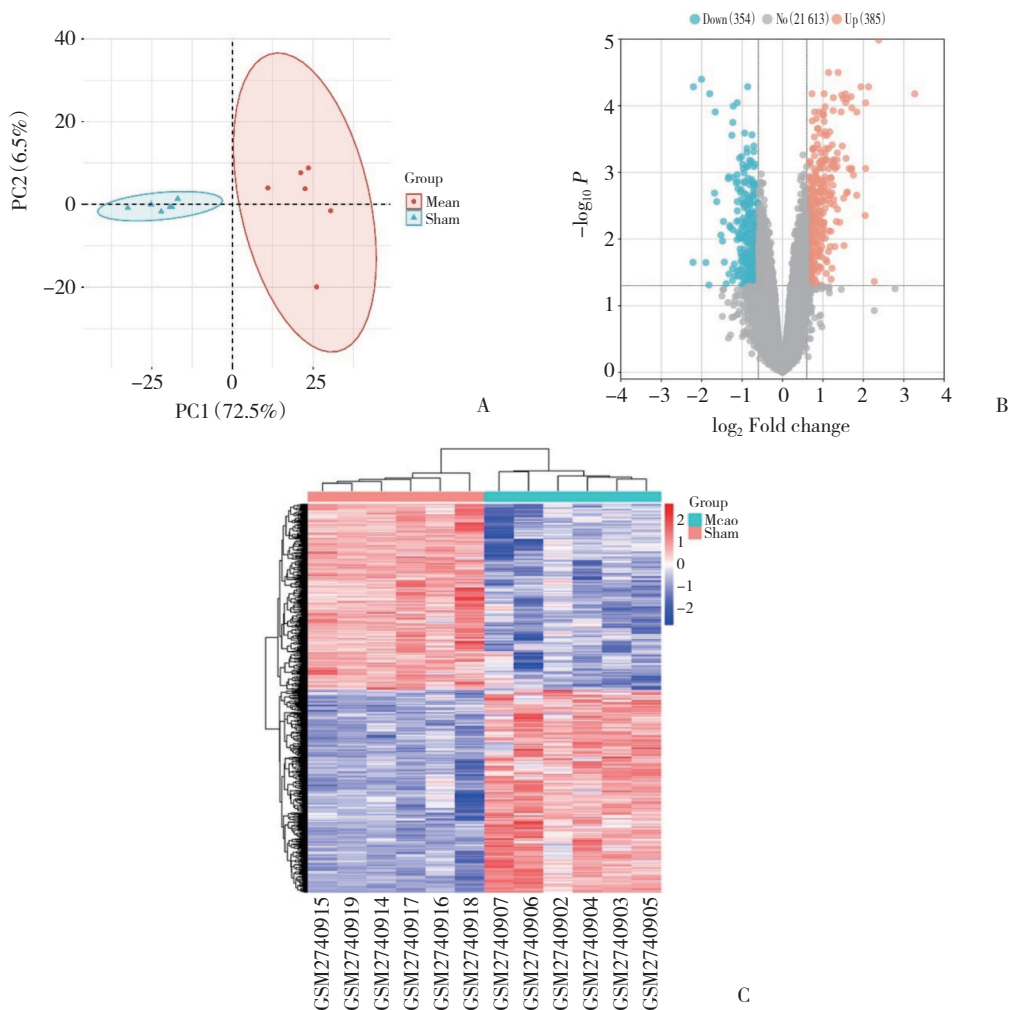 40
20
0
−20
PC2 (6.5%)
−25
0
25
PC1 (72.5%)
Group
Mean
Sham
A
Down (354) No (21 613) Up (385)
5
4
3
2
1
0
−log10 P
−4 −3 −2 −1 0 1 2 3 4
log2 Fold change
B
Group
Mcao
Sham
2
1
0
−1
−2
GSM2740915
GSM2740919
GSM2740914
GSM2740917
GSM2740916
GSM2740918
GSM2740907
GSM2740906
GSM2740902
GSM2740904
GSM2740903
GSM2740905
C